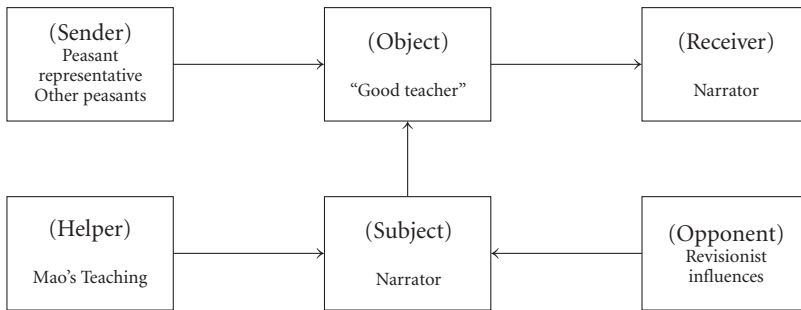 (Sender)
Peasant
representative
Other peasants
(Object)
“Good teacher”
(Receiver)
Narrator
(Helper)
Mao’s Teaching
(Subject)
Narrator
(Opponent)
Revisionist
influences